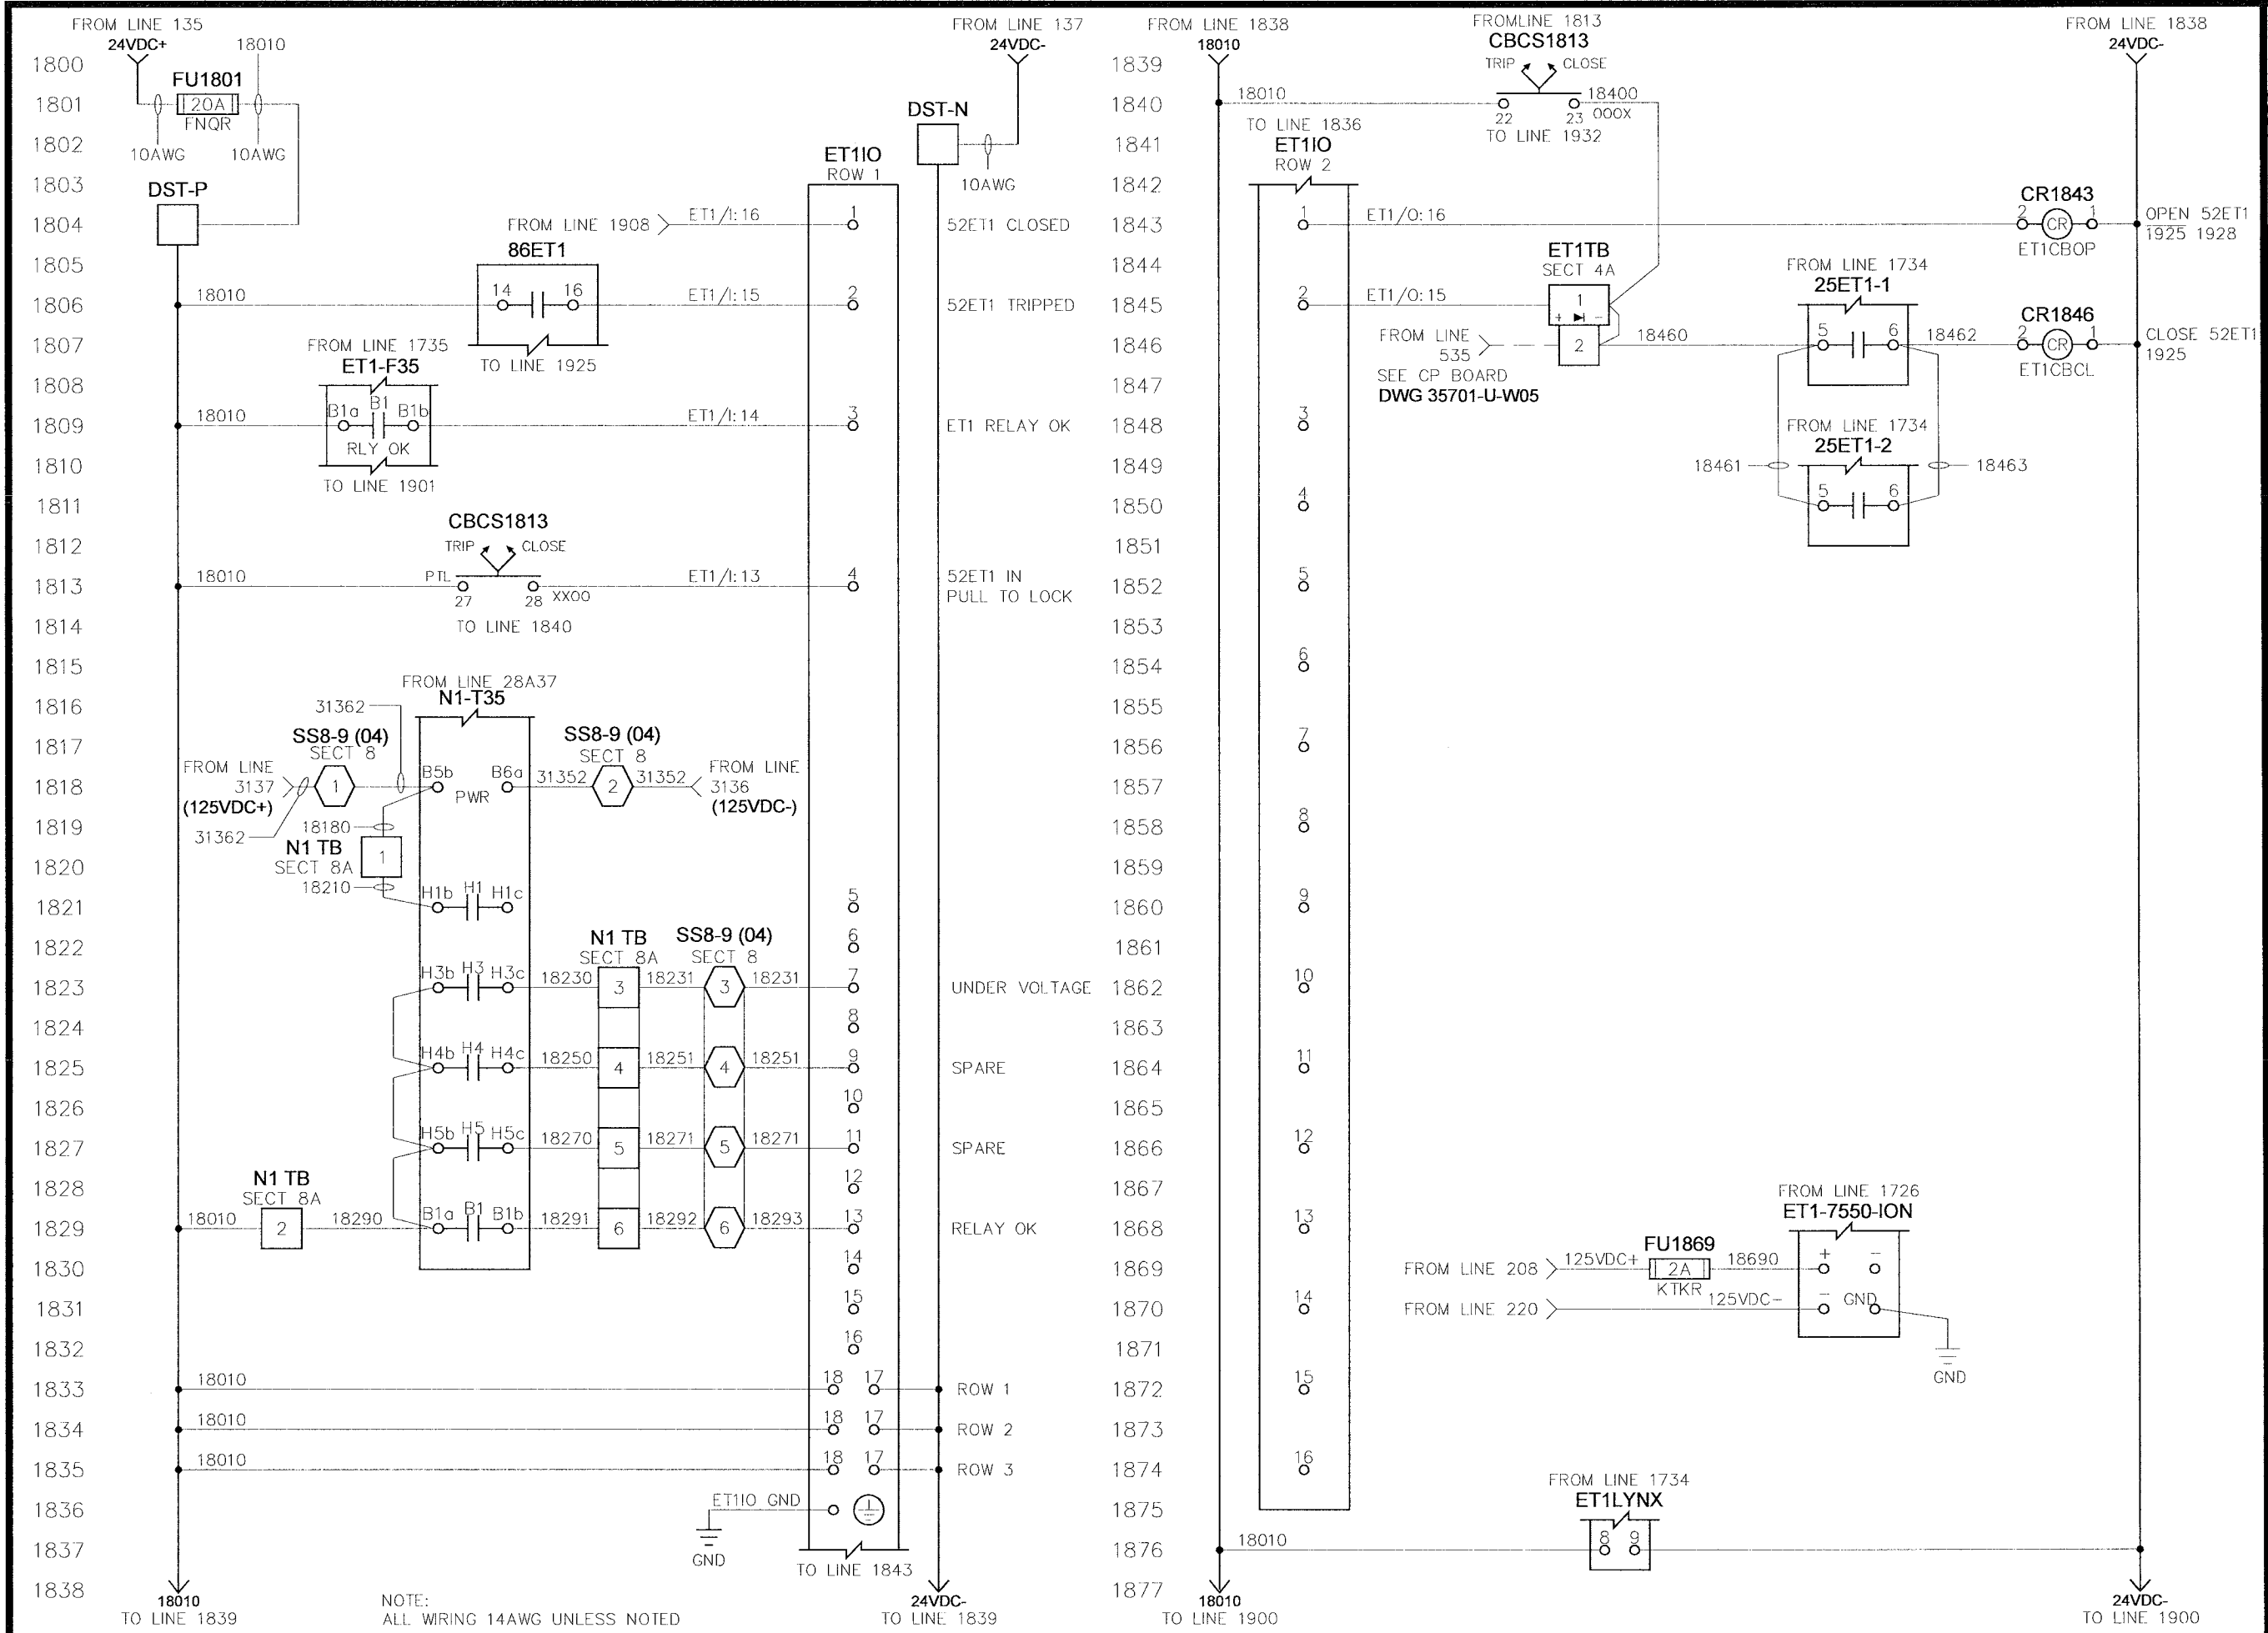 FROM LINE 135
24VDC+
18010
FROM LINE 137
24VDC-
1800
FU1801
1801
20A
FNQR
DST-N
1802
10AWG
10AWG
ET1IO
ROW 1
10AWG
1803
DST-P
1804
FROM LINE 1908
ET1/I:16
1
52ET1 CLOSED
86ET1
1805
14
16
1806
18010
ET1/I:15
2
52ET1 TRIPPED
1807
FROM LINE 1735
ET1-F35
TO LINE 1925
1808
B1a
B1
B1b
1809
18010
ET1/I:14
3
ET1 RELAY OK
RLY OK
1810
TO LINE 1901
1811
CBCS1813
1812
TRIP
CLOSE
1813
18010
PTL
27
28
XXOO
ET1/I:13
4
52ET1 IN
PULL TO LOCK
1814
TO LINE 1840
1815
FROM LINE 28A37
N1-T35
1816
31362
1817
SS8-9 (04)
SECT 8
SS8-9 (04)
SECT 8
FROM LINE
3137
(125VDC+)
1
B5b
B6a
PWR
31352
2
31352
FROM LINE
3136
(125VDC-)
1818
1819
31362
18180
N1 TB
SECT 8A
1
1820
18210
1821
H1b
H1
H1c
5
1822
N1 TB
SECT 8A
SS8-9 (04)
SECT 8
6
1823
H3b
H3
H3c
18230
3
18231
3
18231
7
UNDER VOLTAGE
1824
8
1825
H4b
H4
H4c
18250
4
18251
4
18251
9
SPARE
1826
10
1827
H5b
H5
H5c
18270
5
18271
5
18271
11
SPARE
1828
N1 TB
SECT 8A
12
1829
18010
2
18290
B1a
B1
B1b
18291
6
18292
6
18293
13
RELAY OK
1830
14
1831
15
1832
16
1833
18010
18
17
ROW 1
1834
18010
18
17
ROW 2
1835
18010
18
17
ROW 3
1836
ET1IO GND
GND
1837
TO LINE 1843
1838
18010
TO LINE 1839
NOTE:
ALL WIRING 14AWG UNLESS NOTED
24VDC-
TO LINE 1839
FROM LINE 1838
18010
FROMLINE 1813
CBCS1813
TRIP
CLOSE
FROM LINE 1838
24VDC-
1839
1840
18010
22
23
18400
OOOX
TO LINE 1932
TO LINE 1836
ET1IO
ROW 2
1841
1842
1843
1
ET1/O:16
CR1843
2
CR
1
ET1CBOP
OPEN 52ET1
1925 1928
1844
ET1TB
SECT 4A
FROM LINE 1734
25ET1-1
1845
2
ET1/O:15
1
+
-
1846
FROM LINE
535
2
18460
5
6
18462
CR1846
2
CR
1
ET1CBCL
CLOSE 52ET1
1925
SEE CP BOARD
DWG 35701-U-W05
1847
1848
3
FROM LINE 1734
25ET1-2
1849
18461
18463
1850
4
5
6
1851
1852
5
1853
1854
6
1855
1856
7
1857
1858
8
1859
1860
9
1861
1862
10
1863
1864
11
1865
1866
12
1867
FROM LINE 1726
ET1-7550-ION
1868
13
FU1869
1869
FROM LINE 208
125VDC+
2A
KTKR
18690
+
-
1870
14
FROM LINE 220
125VDC-
-
GND
1871
GND
1872
15
1873
1874
16
FROM LINE 1734
ET1LYNX
1875
1876
18010
8
9
1877
18010
TO LINE 1900
24VDC-
TO LINE 1900